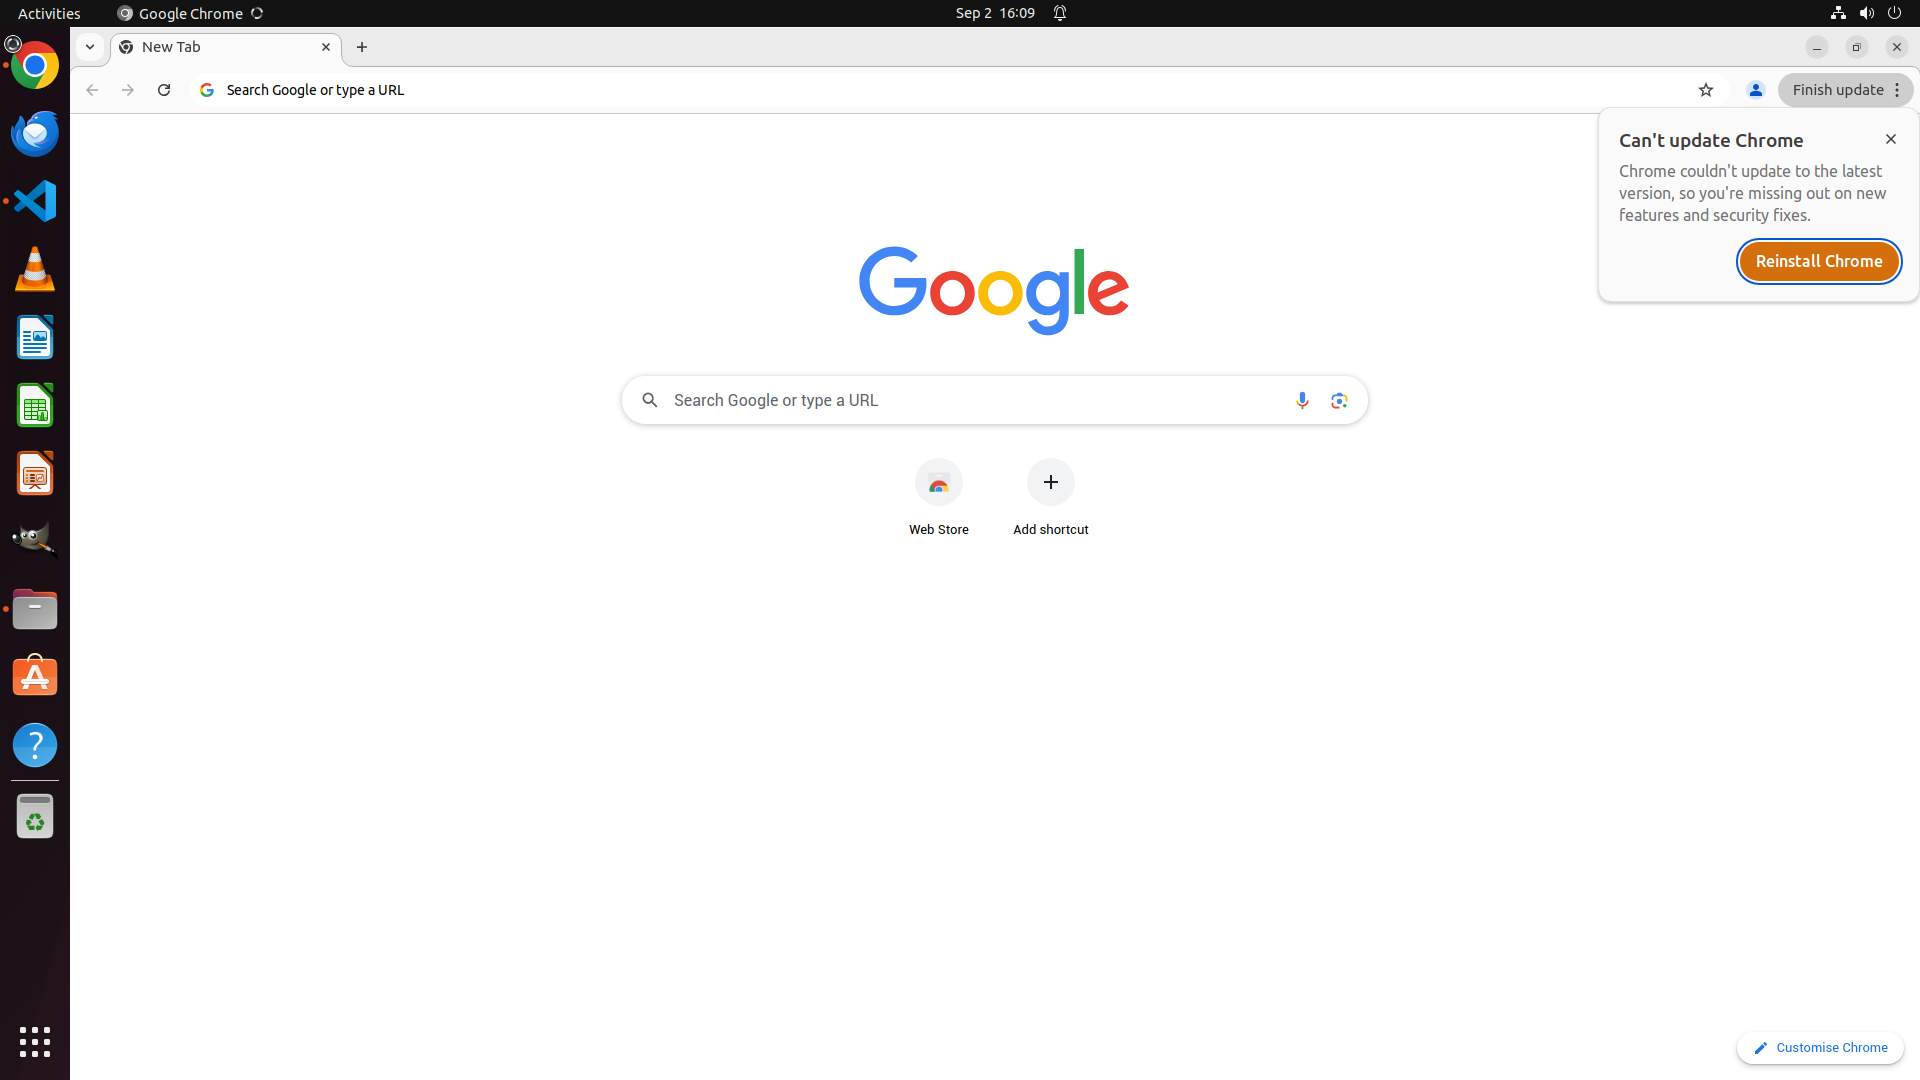 Activities
Google Chrome
Sep 2 16:09
New Tab
Search Google or type a URL
Finish update
Can't update Chrome
Chrome couldn't update to the latest
version, so you're missing out on new
features and security fixes.
Reinstall Chrome
Google
Search Google or type a URL
Web Store
Add shortcut
Customise Chrome